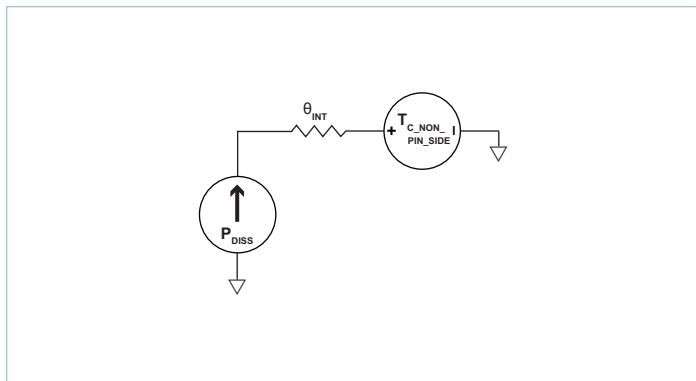 θINT
+ TC_NON_ I
PIN_SIDE
PDISS